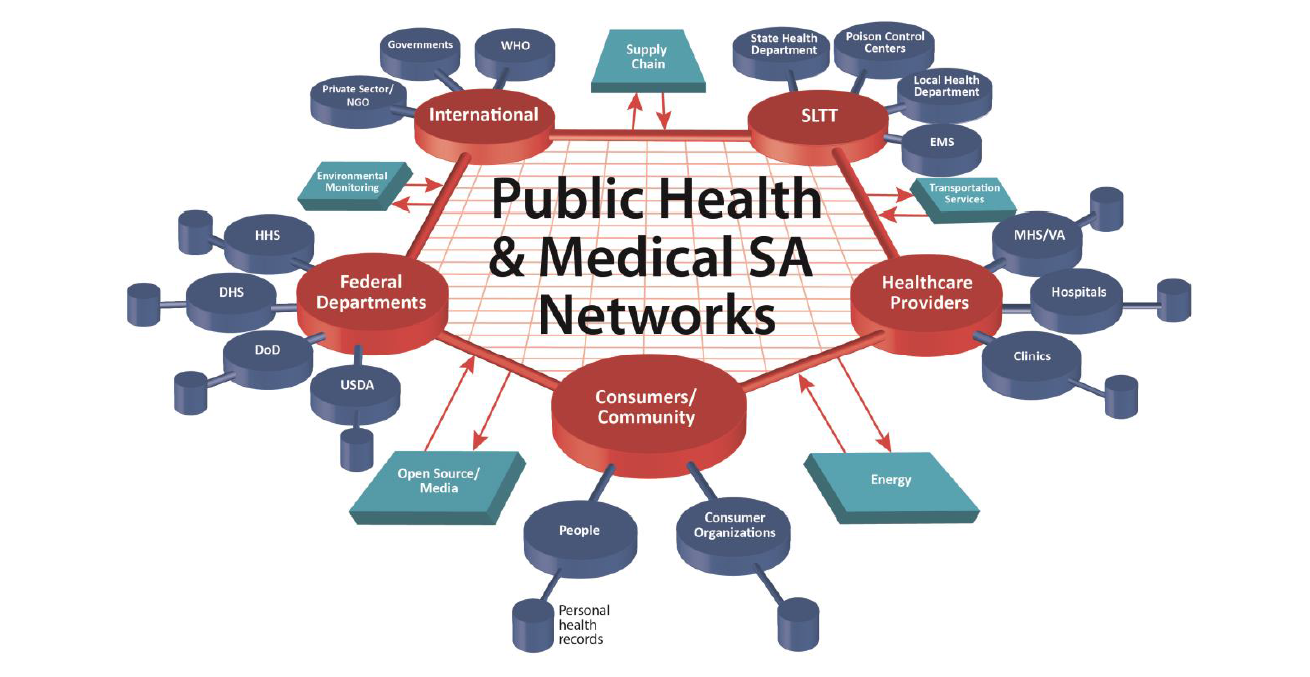 Governments
WHO
Private Sector/
NGO
International
Supply
Chain
State Health
Department
Poison Control
Centers
Local Health
Department
SLTT
EMS
Environmental
Monitoring
Transportation
Services
Public Health
& Medical SA
Networks
HHS
DHS
DoD
USDA
Federal
Departments
MHS/VA
Hospitals
Clinics
Healthcare
Providers
Consumers/
Community
Open Source/
Media
Energy
People
Consumer
Organizations
Personal
health
records